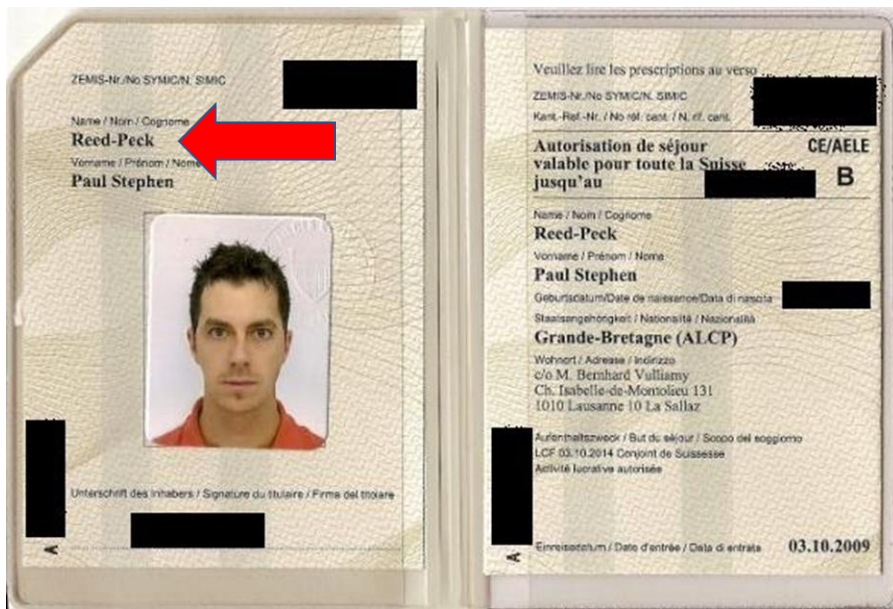 ZEMIS-Nr./No SYMIC/N. SIMIC
Name / Nom / Cognome
Reed-Peck
Vorname / Prénom / Nome
Paul Stephen
Unterschrift des Inhabers / Signature du titulaire / Firma del titolare
A
Veuillez lire les prescriptions au verso
ZEMIS-Nr./No SYMIC/N. SIMIC
Kant.-Ref.-Nr. / No réf. cant. / N. rif. cant.
Autorisation de séjour CE/AELE
valable pour toute la Suisse
jusqu'au B
Name / Nom / Cognome
Reed-Peck
Vorname / Prénom / Nome
Paul Stephen
Geburtsdatum/Date de naissance/Data di nascita
Staatsangehörigkeit / Nationalité / Nazionalità
Grande-Bretagne (ALCP)
Wohnort / Adresse / Indirizzo
c/o M. Bernhard Vulliamy
Ch. Isabelle-de-Montolieu 131
1010 Lausanne 10 La Sallaz
Aufenthaltszweck / But du séjour / Scopo del soggiorno
LCF 03.10.2014 Conjoint de Suissesse
Activité lucrative autorisée
Einreisedatum / Date d'entrée / Data di entrata 03.10.2009
A